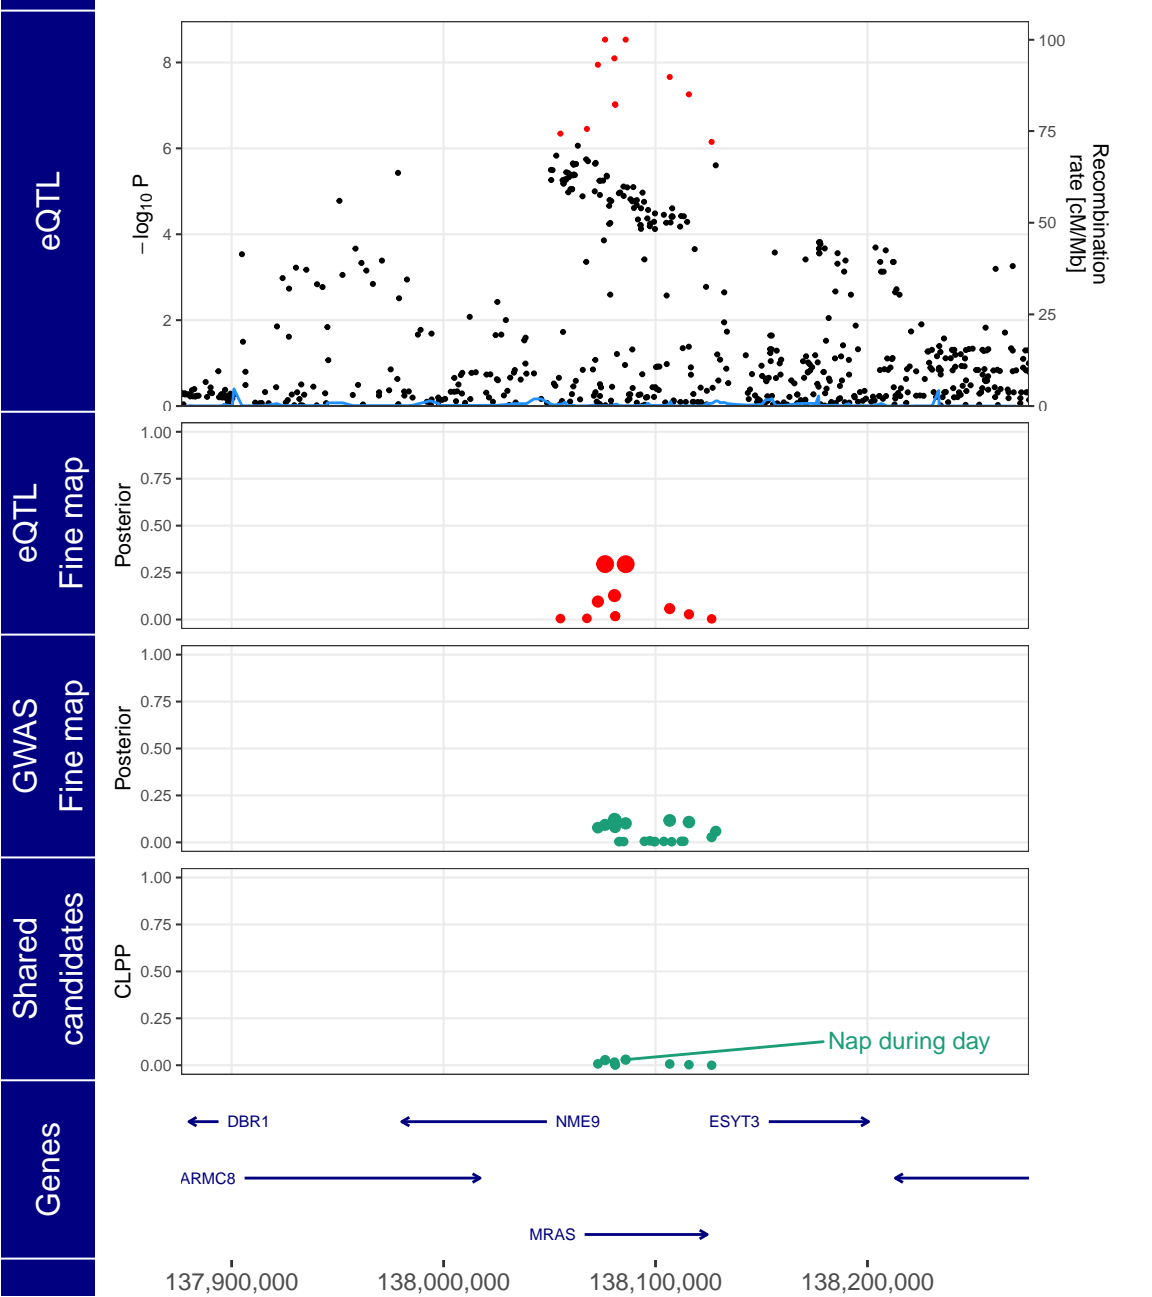 eQTL
8
6
4
2
0
−log10 P
100
75
50
25
0
Recombination
rate [cM/Mb]
eQTL
Fine map
1.00
0.75
0.50
0.25
0.00
Posterior
GWAS
Fine map
1.00
0.75
0.50
0.25
0.00
Posterior
Shared
candidates
1.00
0.75
0.50
0.25
0.00
CLPP
Nap during day
Genes
DBR1
NME9
ESYT3
ARMC8
MRAS
137,900,000
138,000,000
138,100,000
138,200,000